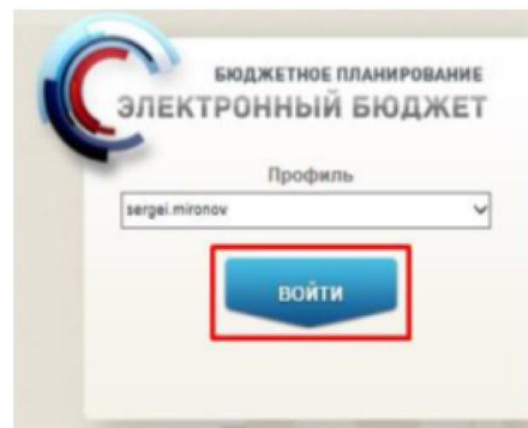 БЮДЖЕТНОЕ ПЛАНИРОВАНИЕ
ЭЛЕКТРОННЫЙ БЮДЖЕТ
Профиль
sergei.mironov
ВОЙТИ